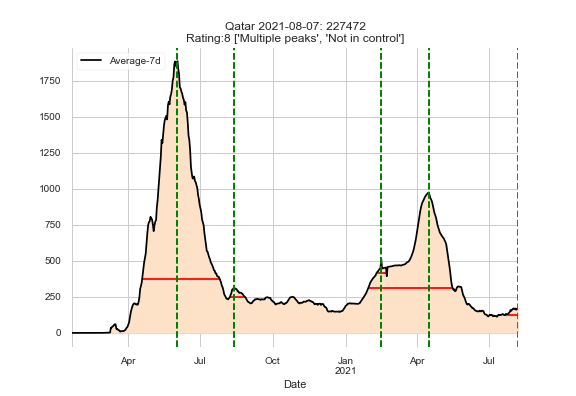 Qatar 2021-08-07: 227472
Rating:8 ['Multiple peaks', 'Not in control']
Average-7d
1750
1500
1250
1000
750
500
250
0
Apr Jul Oct Jan Apr Jul
2021
Date